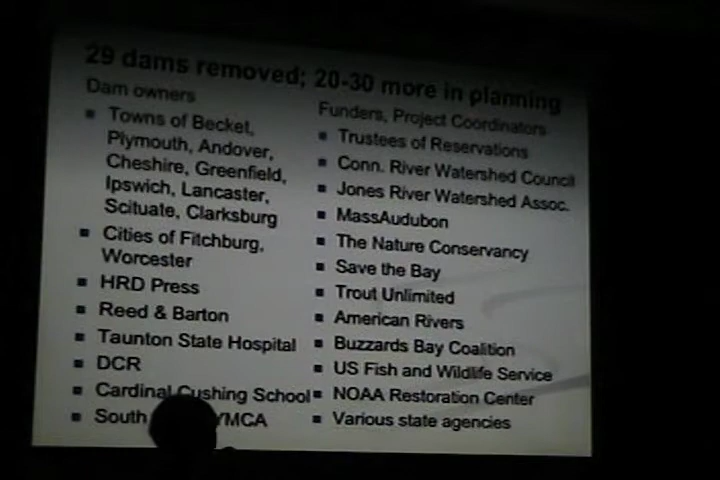 29 dams removed; 20-30 more in planning
Dam owners
Towns of Becket,
Plymouth, Andover,
Cheshire, Greenfield,
Ipswich, Lancaster,
Scituate, Clarksburg
Cities of Fitchburg,
Worcester
HRD Press
Reed & Barton
Taunton State Hospital
DCR
Cardinal Cushing School
South YMCA
Funders, Project Coordinators
Trustees of Reservations
Conn. River Watershed Council
Jones River Watershed Assoc.
MassAudubon
The Nature Conservancy
Save the Bay
Trout Unlimited
American Rivers
Buzzards Bay Coalition
US Fish and Wildlife Service
NOAA Restoration Center
Various state agencies